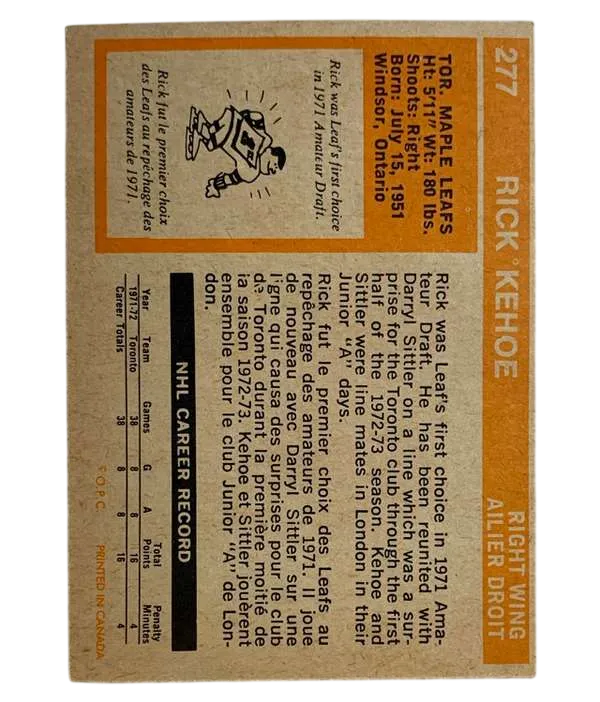 277 RICK KEHOE
RIGHT WING
AILIER DROIT
TOR. MAPLE LEAFS
Ht: 5'11" Wt: 180 lbs.
Shoots: Right
Born: July 15, 1951
Windsor, Ontario
Rick was Leaf's first choice
in 1971 Amateur Draft.
Rick fut le premier choix
des Leafs au repêchage des
amateurs de 1971.
Rick was Leaf's first choice in 1971 Ama-
teur Draft. He has been reunited with
Darryl Sittler on a line which was a sur-
prise for the Toronto club through the first
half of the 1972-73 season. Kehoe and
Sittler were line mates in London in their
Junior "A" days.
Rick fut le premier choix des Leafs au
repêchage des amateurs de 1971. Il joue
de nouveau avec Darryl Sittler sur une
ligne qui causa des surprises pour le club
de Toronto durant la première moitié de
la saison 1972-73. Kehoe et Sittler jouèrent
ensemble pour le club Junior "A" de Lon-
don.
NHL CAREER RECORD
Year Team Games G A Total Points Penalty Minutes
1971-72 Toronto 38 8 8 16 4
Career Totals 38 8 8 16 4
© O.P.C. PRINTED IN CANADA